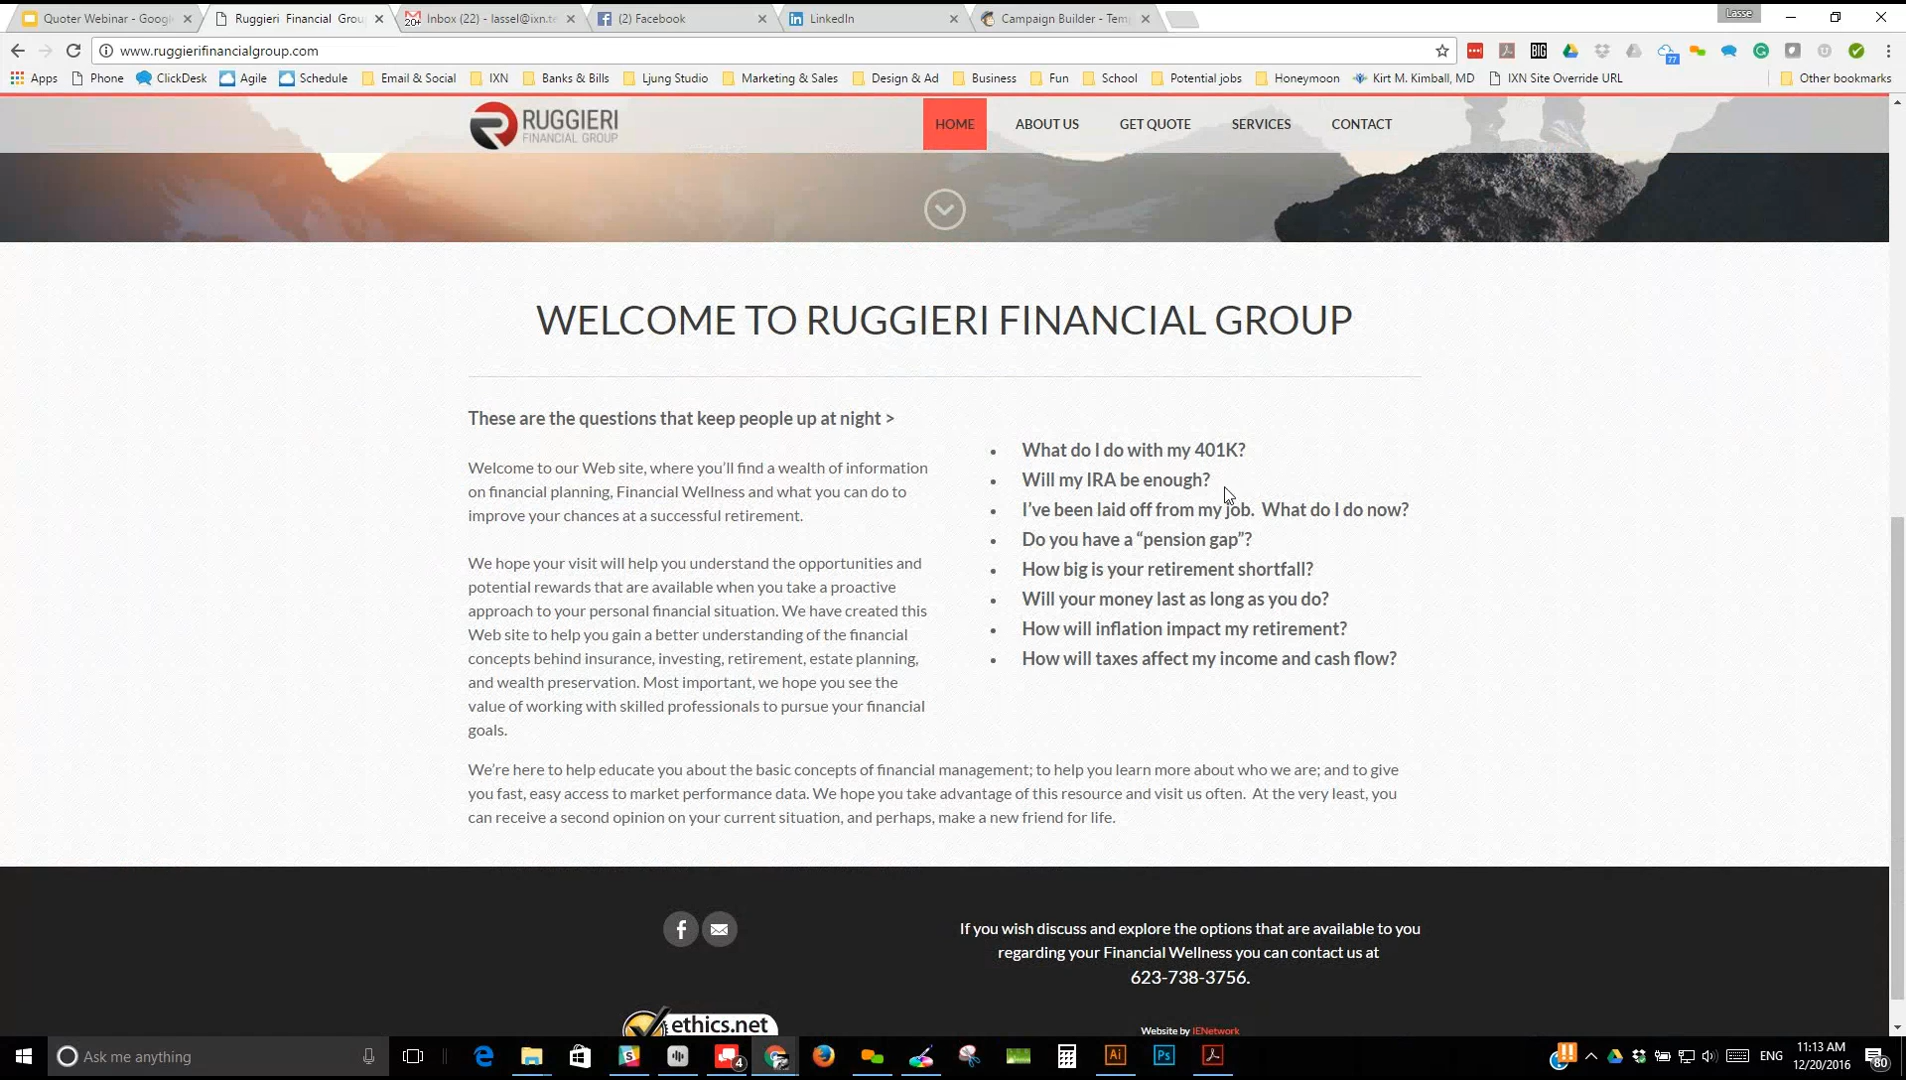 Quoter Webinar - Google
Ruggieri Financial Grou
Inbox (22) - lassel@ixn.te
(2) Facebook
LinkedIn
Campaign Builder - Tem
Lasse
www.ruggierifinancialgroup.com
Apps
Phone
ClickDesk
Agile
Schedule
Email & Social
IXN
Banks & Bills
Ljung Studio
Marketing & Sales
Design & Ad
Business
Fun
School
Potential jobs
Honeymoon
Kirt M. Kimball, MD
IXN Site Override URL
Other bookmarks
RUGGIERI
FINANCIAL GROUP
HOME
ABOUT US
GET QUOTE
SERVICES
CONTACT
WELCOME TO RUGGIERI FINANCIAL GROUP
These are the questions that keep people up at night >
Welcome to our Web site, where you'll find a wealth of information
on financial planning, Financial Wellness and what you can do to
improve your chances at a successful retirement.
We hope your visit will help you understand the opportunities and
potential rewards that are available when you take a proactive
approach to your personal financial situation. We have created this
Web site to help you gain a better understanding of the financial
concepts behind insurance, investing, retirement, estate planning,
and wealth preservation. Most important, we hope you see the
value of working with skilled professionals to pursue your financial
goals.
• What do I do with my 401K?
• Will my IRA be enough?
• I've been laid off from my job.  What do I do now?
• Do you have a “pension gap”?
• How big is your retirement shortfall?
• Will your money last as long as you do?
• How will inflation impact my retirement?
• How will taxes affect my income and cash flow?
We're here to help educate you about the basic concepts of financial management; to help you learn more about who we are; and to give
you fast, easy access to market performance data. We hope you take advantage of this resource and visit us often.  At the very least, you
can receive a second opinion on your current situation, and perhaps, make a new friend for life.
If you wish discuss and explore the options that are available to you
regarding your Financial Wellness you can contact us at
623-738-3756.
ethics.net
Website by IENetwork
Ask me anything
4
Ai
Ps
ENG
11:13 AM
12/20/2016
80